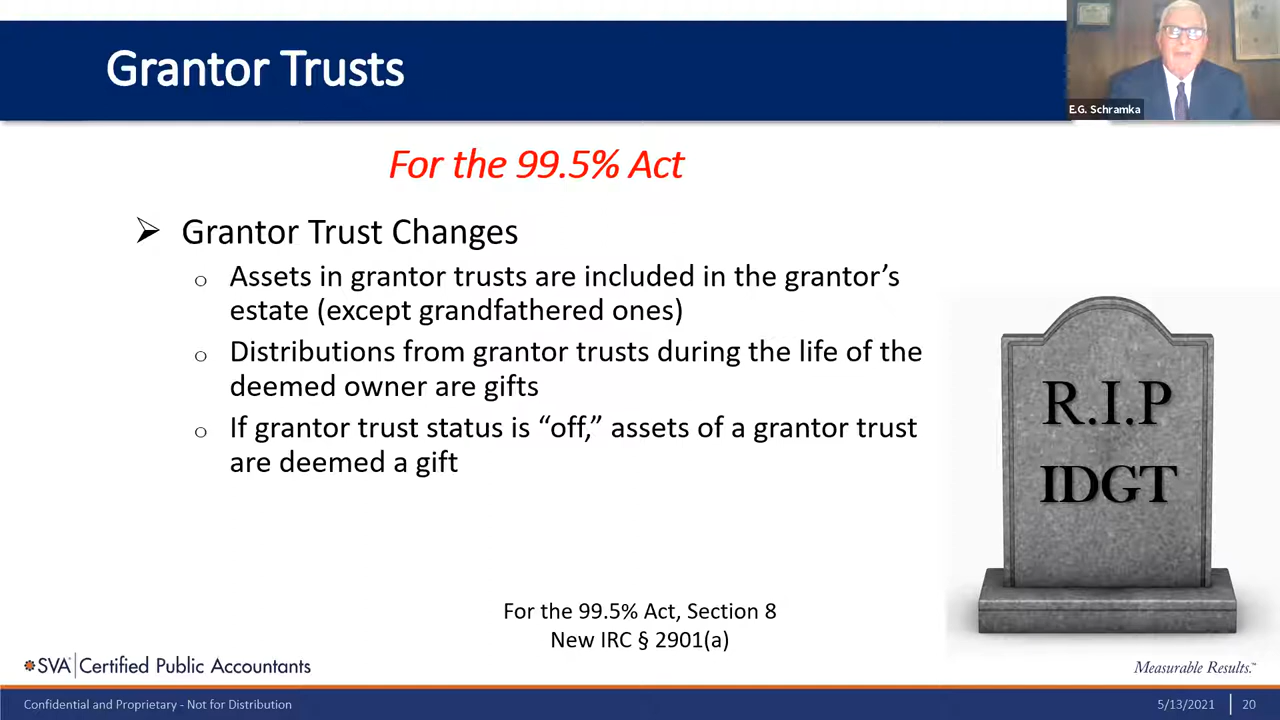 Grantor Trusts
E.G. Schramka
For the 99.5% Act
Grantor Trust Changes
Assets in grantor trusts are included in the grantor’s
estate (except grandfathered ones)
Distributions from grantor trusts during the life of the
deemed owner are gifts
If grantor trust status is “off,” assets of a grantor trust
are deemed a gift
R.I.P
IDGT
For the 99.5% Act, Section 8
New IRC § 2901(a)
SVA® Certified Public Accountants
Measurable Results.™
Confidential and Proprietary - Not for Distribution
5/13/2021
20